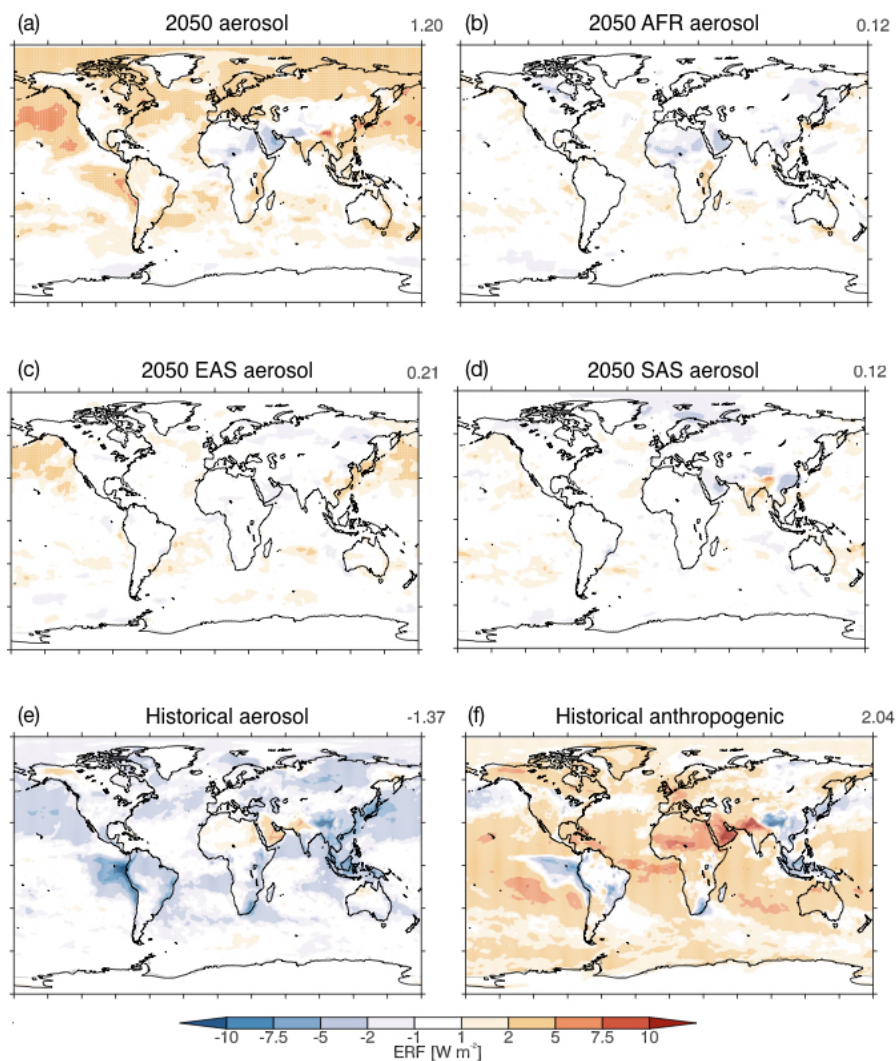 (a) 2050 aerosol 1.20
(b) 2050 AFR aerosol 0.12
(c) 2050 EAS aerosol 0.21
(d) 2050 SAS aerosol 0.12
(e) Historical aerosol -1.37
(f) Historical anthropogenic 2.04
-10 -7.5 -5 -2 -1 1 2 5 7.5 10
ERF [W m⁻²]